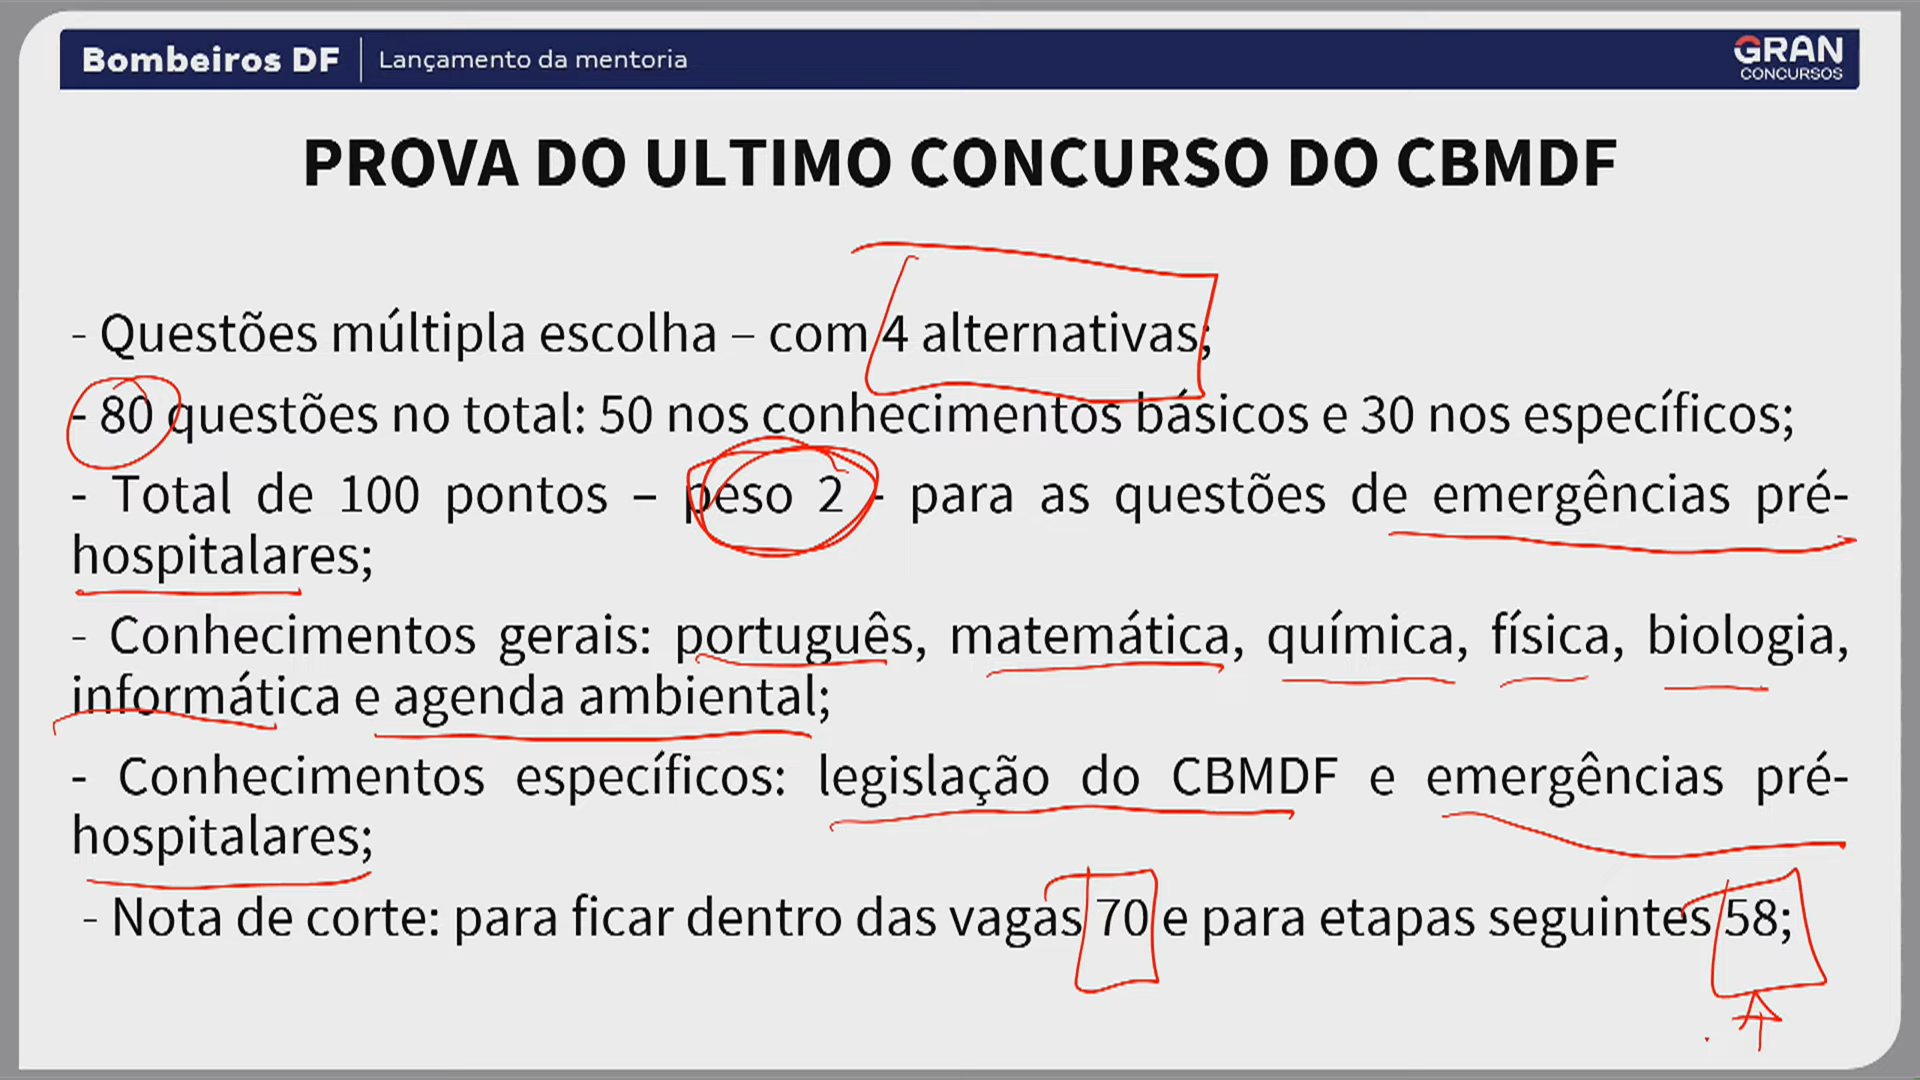 Bombeiros DF | Lançamento da mentoria
GRAN
CONCURSOS
PROVA DO ULTIMO CONCURSO DO CBMDF
- Questões múltipla escolha – com 4 alternativas;
- 80 questões no total: 50 nos conhecimentos básicos e 30 nos específicos;
- Total de 100 pontos – peso 2 - para as questões de emergências pré-
hospitalares;
- Conhecimentos gerais: português, matemática, química, física, biologia,
informática e agenda ambiental;
- Conhecimentos específicos: legislação do CBMDF e emergências pré-
hospitalares;
- Nota de corte: para ficar dentro das vagas 70 e para etapas seguintes 58;